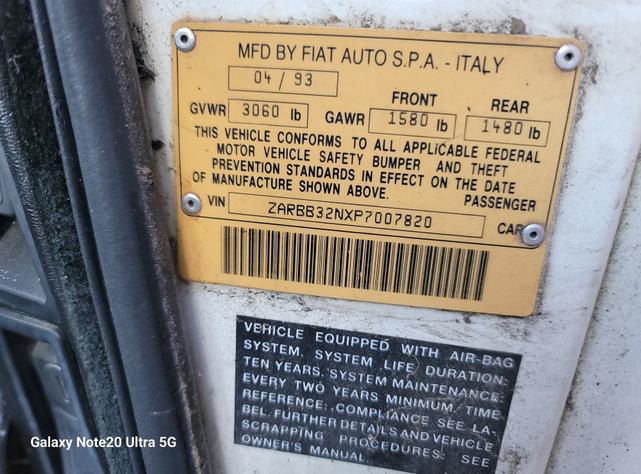 MFD BY FIAT AUTO S.P.A. - ITALY
04 / 93
FRONT REAR
GVWR 3060 lb GAWR 1580 lb 1480 lb
THIS VEHICLE CONFORMS TO ALL APPLICABLE FEDERAL
MOTOR VEHICLE SAFETY BUMPER AND THEFT
PREVENTION STANDARDS IN EFFECT ON THE DATE
OF MANUFACTURE SHOWN ABOVE. PASSENGER
VIN ZARBB32NXP7007820 CAR
VEHICLE EQUIPPED WITH AIR-BAG
SYSTEM. SYSTEM LIFE DURATION:
TEN YEARS. SYSTEM MAINTENANCE:
EVERY TWO YEARS MINIMUM. TIME
REFERENCE: COMPLIANCE SEE LA-
BEL. FURTHER DETAILS AND VEHICLE
SCRAPPING PROCEDURES: SEE
OWNER'S MANUAL.
Galaxy Note20 Ultra 5G